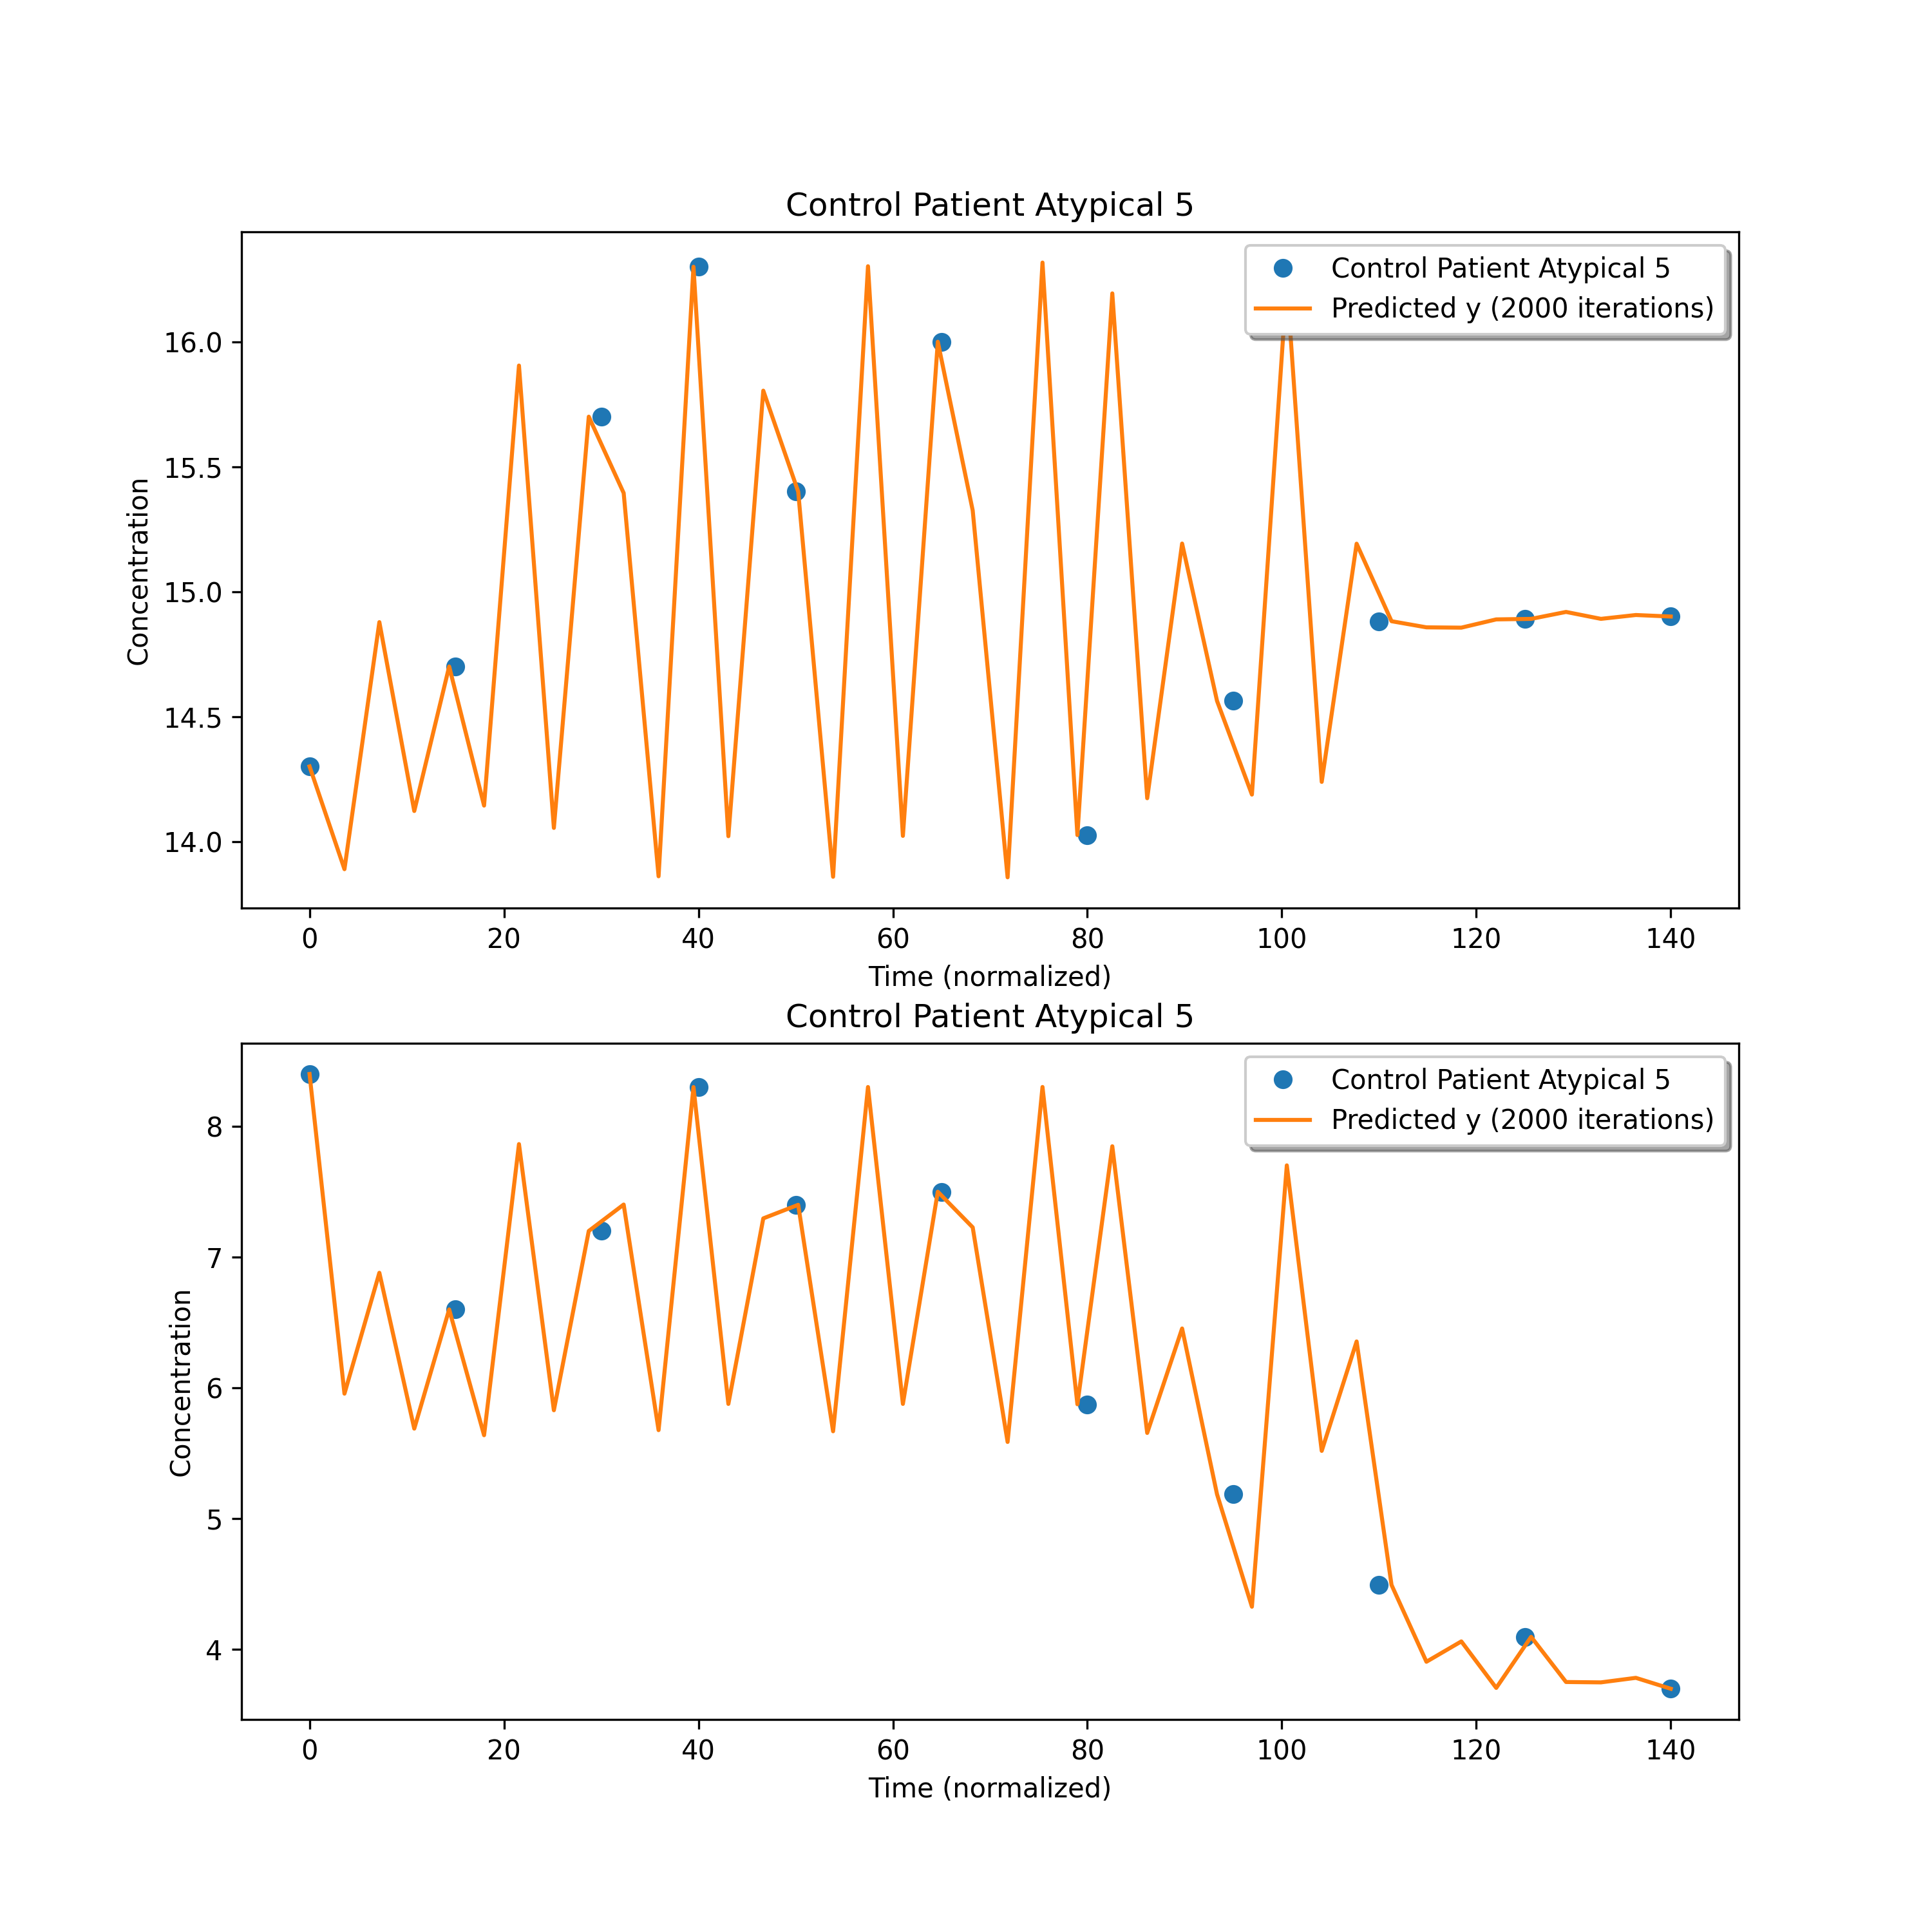 Control Patient Atypical 5
Control Patient Atypical 5
Predicted y (2000 iterations)
Concentration
16.0
15.5
15.0
14.5
14.0
0 20 40 60 80 100 120 140
Time (normalized)
Control Patient Atypical 5
Control Patient Atypical 5
Predicted y (2000 iterations)
Concentration
8
7
6
5
4
0 20 40 60 80 100 120 140
Time (normalized)